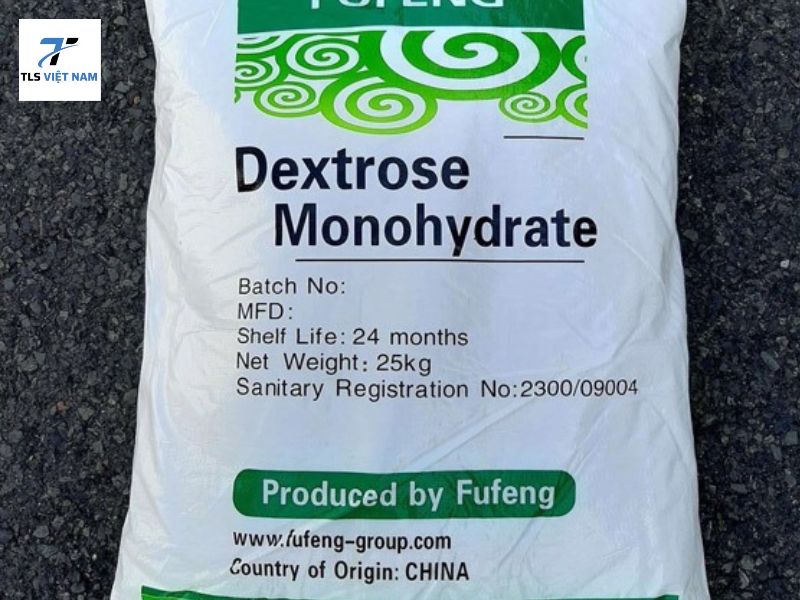 FUFENG
TLS VIỆT NAM
Dextrose
Monohydrate
Batch No:
MFD:
Shelf Life: 24 months
Net Weight: 25kg
Sanitary Registration No:2300/09004
Produced by Fufeng
www.fufeng-group.com
Country of Origin: CHINA